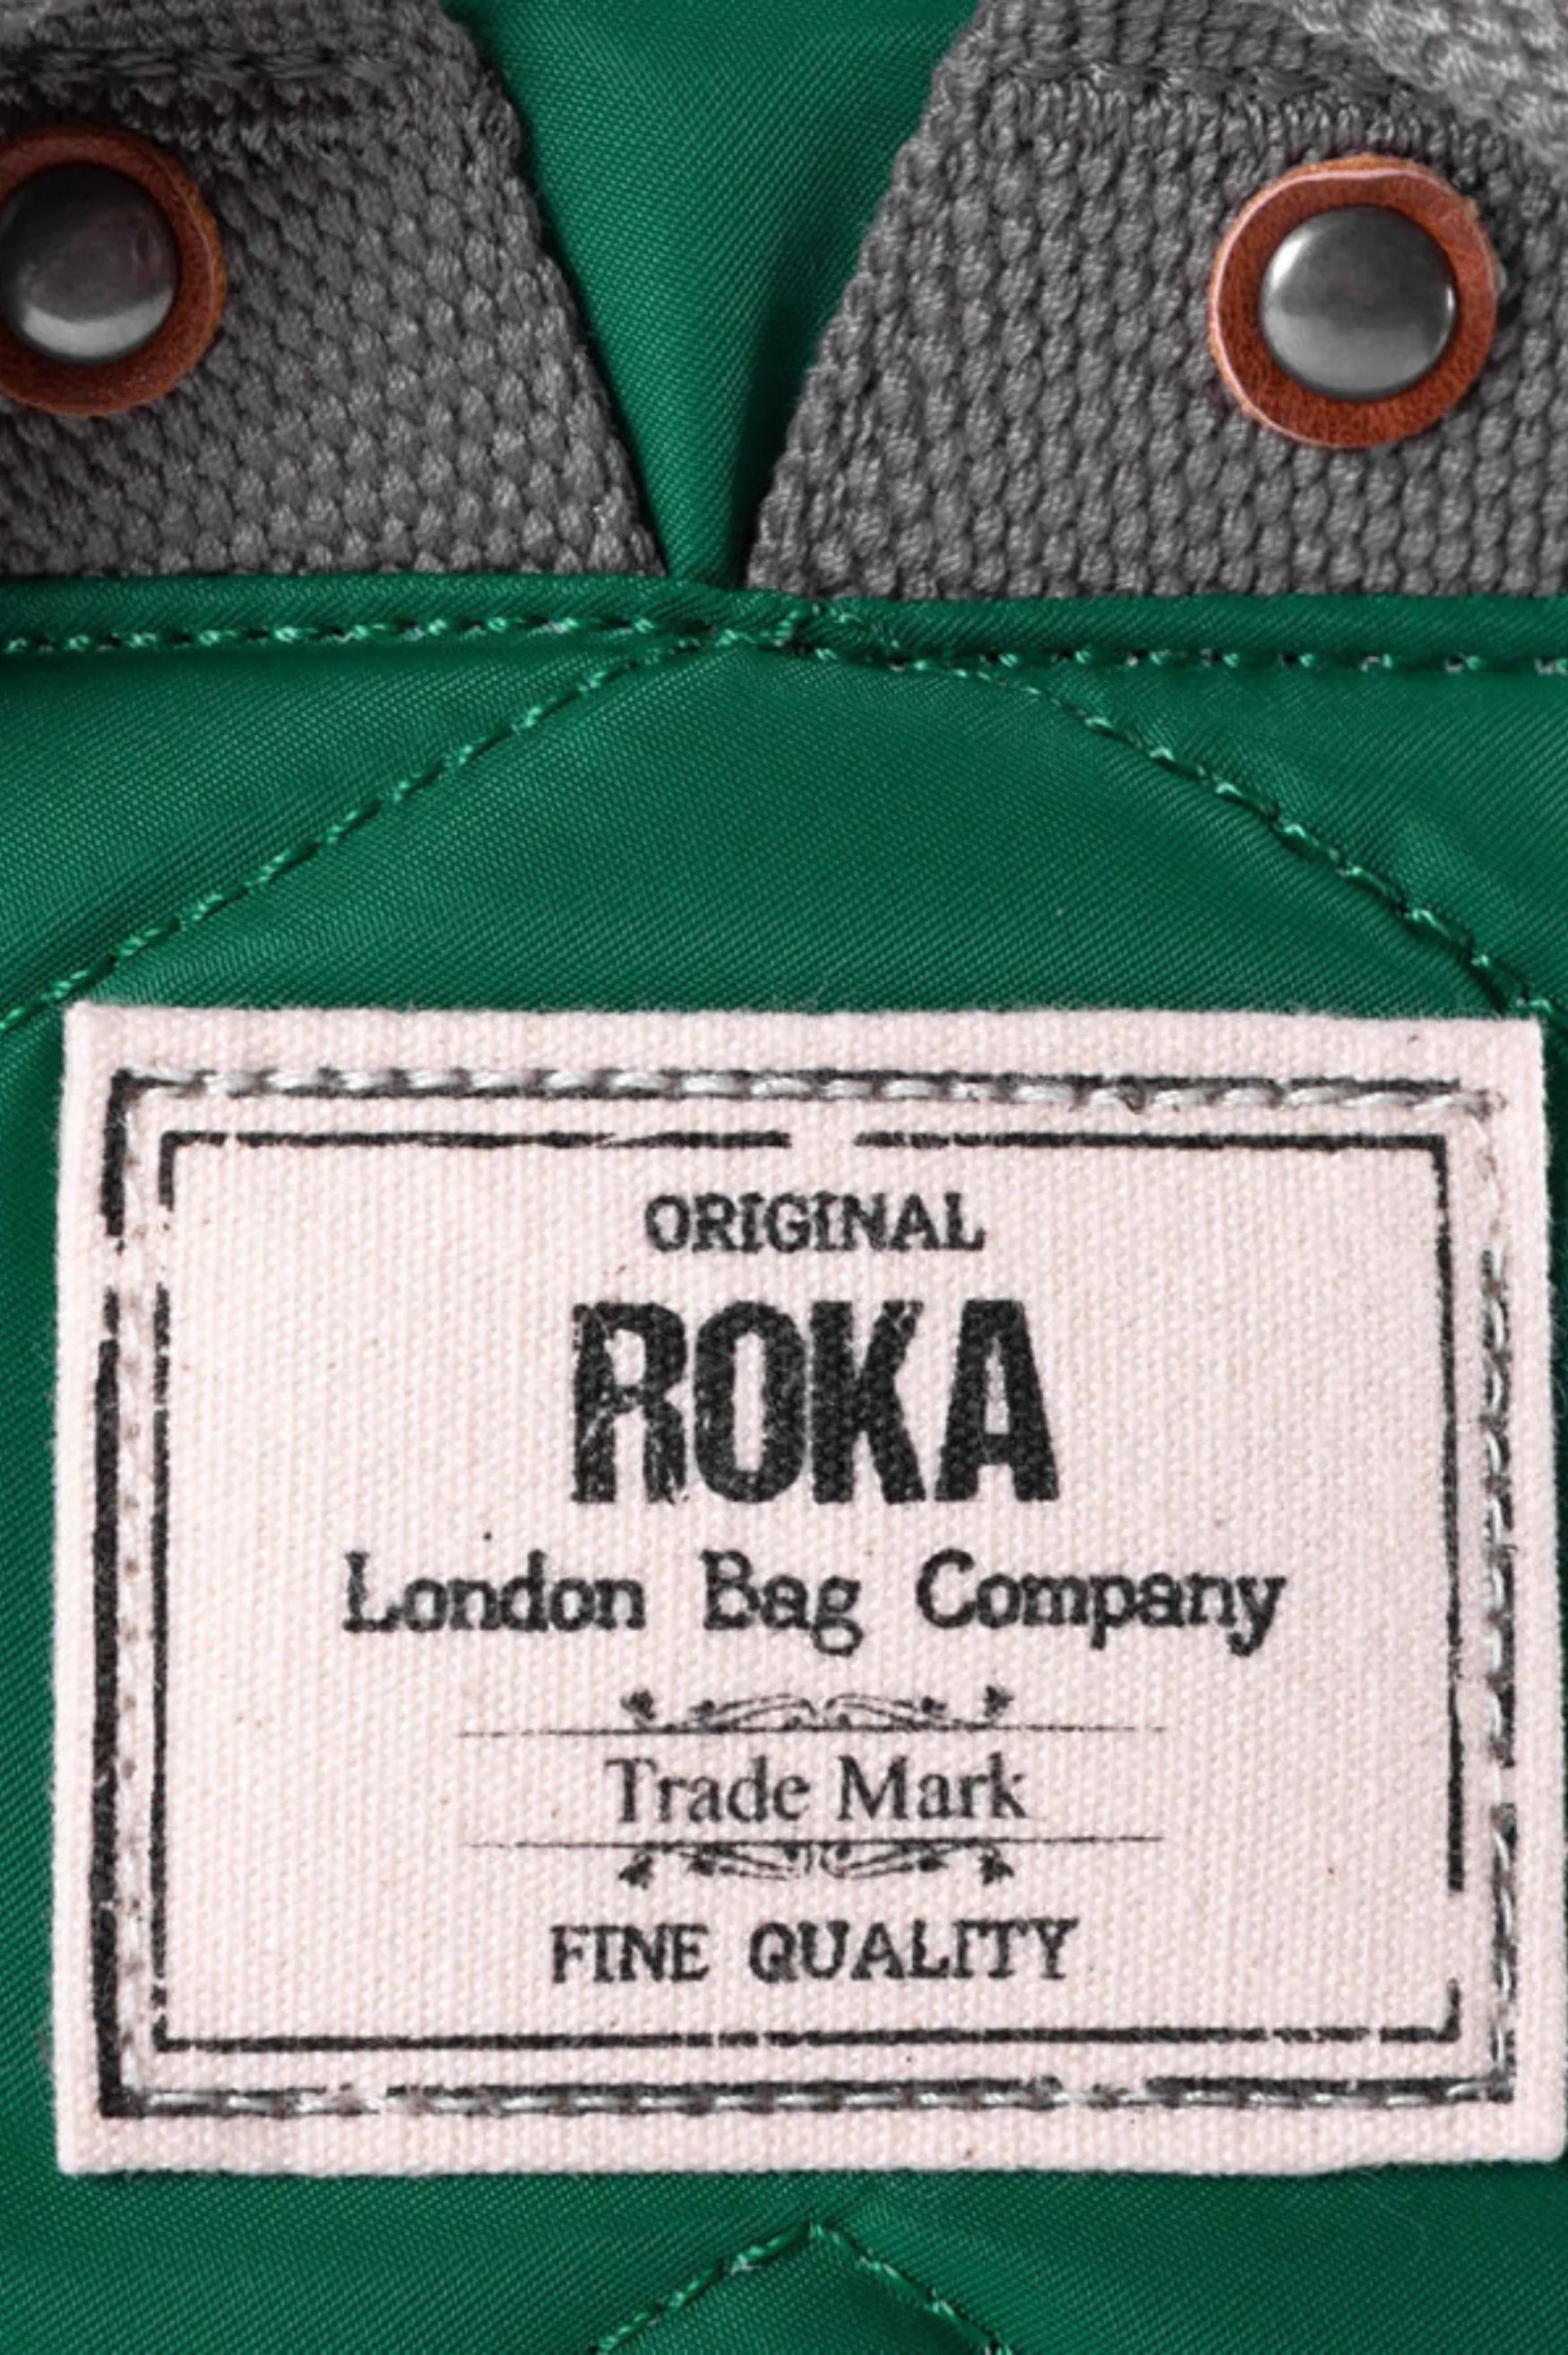 ORIGINAL
ROKA
London Bag Company
Trade Mark
FINE QUALITY